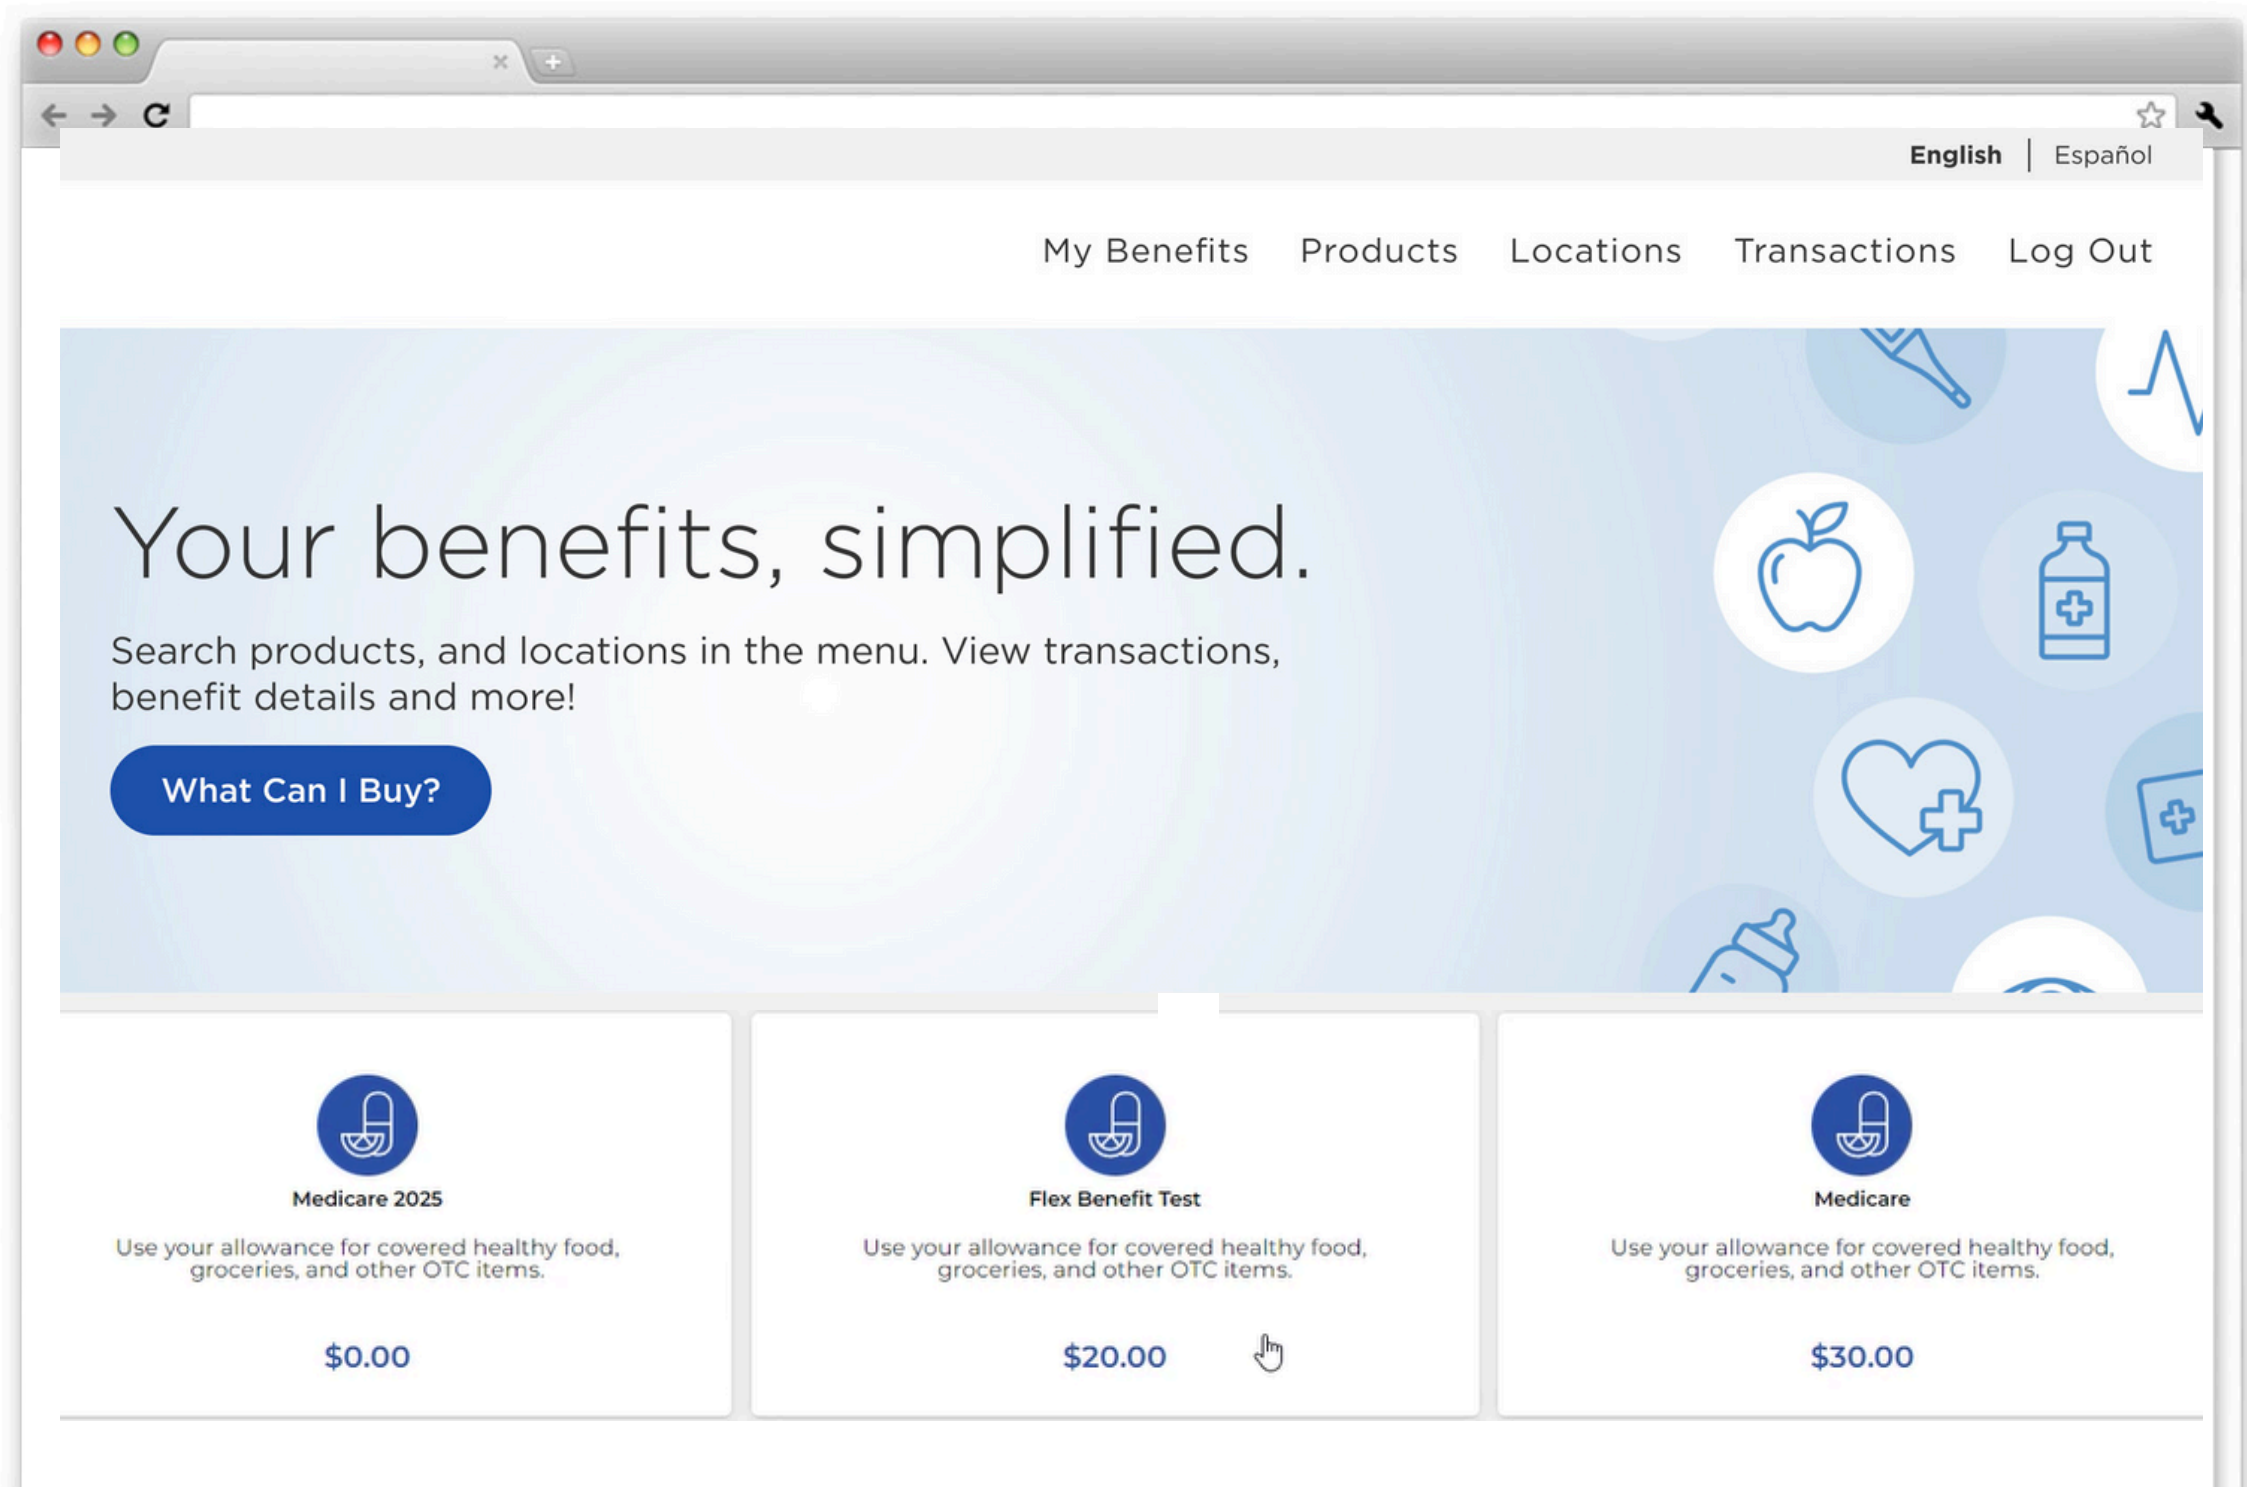 English | Español
My Benefits Products Locations Transactions Log Out
Your benefits, simplified.
Search products, and locations in the menu. View transactions,
benefit details and more!
What Can I Buy?
Medicare 2025
Use your allowance for covered healthy food,
groceries, and other OTC items.
$0.00
Flex Benefit Test
Use your allowance for covered healthy food,
groceries, and other OTC items.
$20.00
Medicare
Use your allowance for covered healthy food,
groceries, and other OTC items.
$30.00